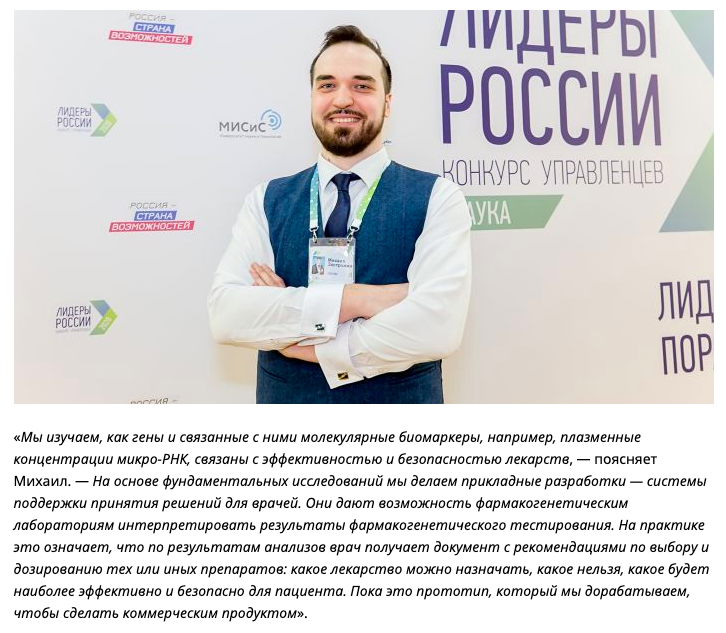 РОССИЯ –
СТРАНА
ВОЗМОЖНОСТЕЙ
ЛИДЕРЫ
РОССИИ
МИСиС
РОССИЯ –
СТРАНА
ВОЗМОЖНОСТЕЙ
ЛИДЕРЫ
РОССИИ
РОССИЯ –
ЛИДЕРЫ
РОССИИ
КОНКУРС УПРАВЛЕНЦЕВ
АУКА
ЛИД
ПОР
Михаил
«Мы изучаем, как гены и связанные с ними молекулярные биомаркеры, например, плазменные
концентрации микро-РНК, связаны с эффективностью и безопасностью лекарств, — поясняет
Михаил. — На основе фундаментальных исследований мы делаем прикладные разработки — системы
поддержки принятия решений для врачей. Они дают возможность фармакогенетическим
лабораториям интерпретировать результаты фармакогенетического тестирования. На практике
это означает, что по результатам анализов врач получает документ с рекомендациями по выбору и
дозированию тех или иных препаратов: какое лекарство можно назначать, какое нельзя, какое будет
наиболее эффективно и безопасно для пациента. Пока это прототип, который мы дорабатываем,
чтобы сделать коммерческим продуктом».